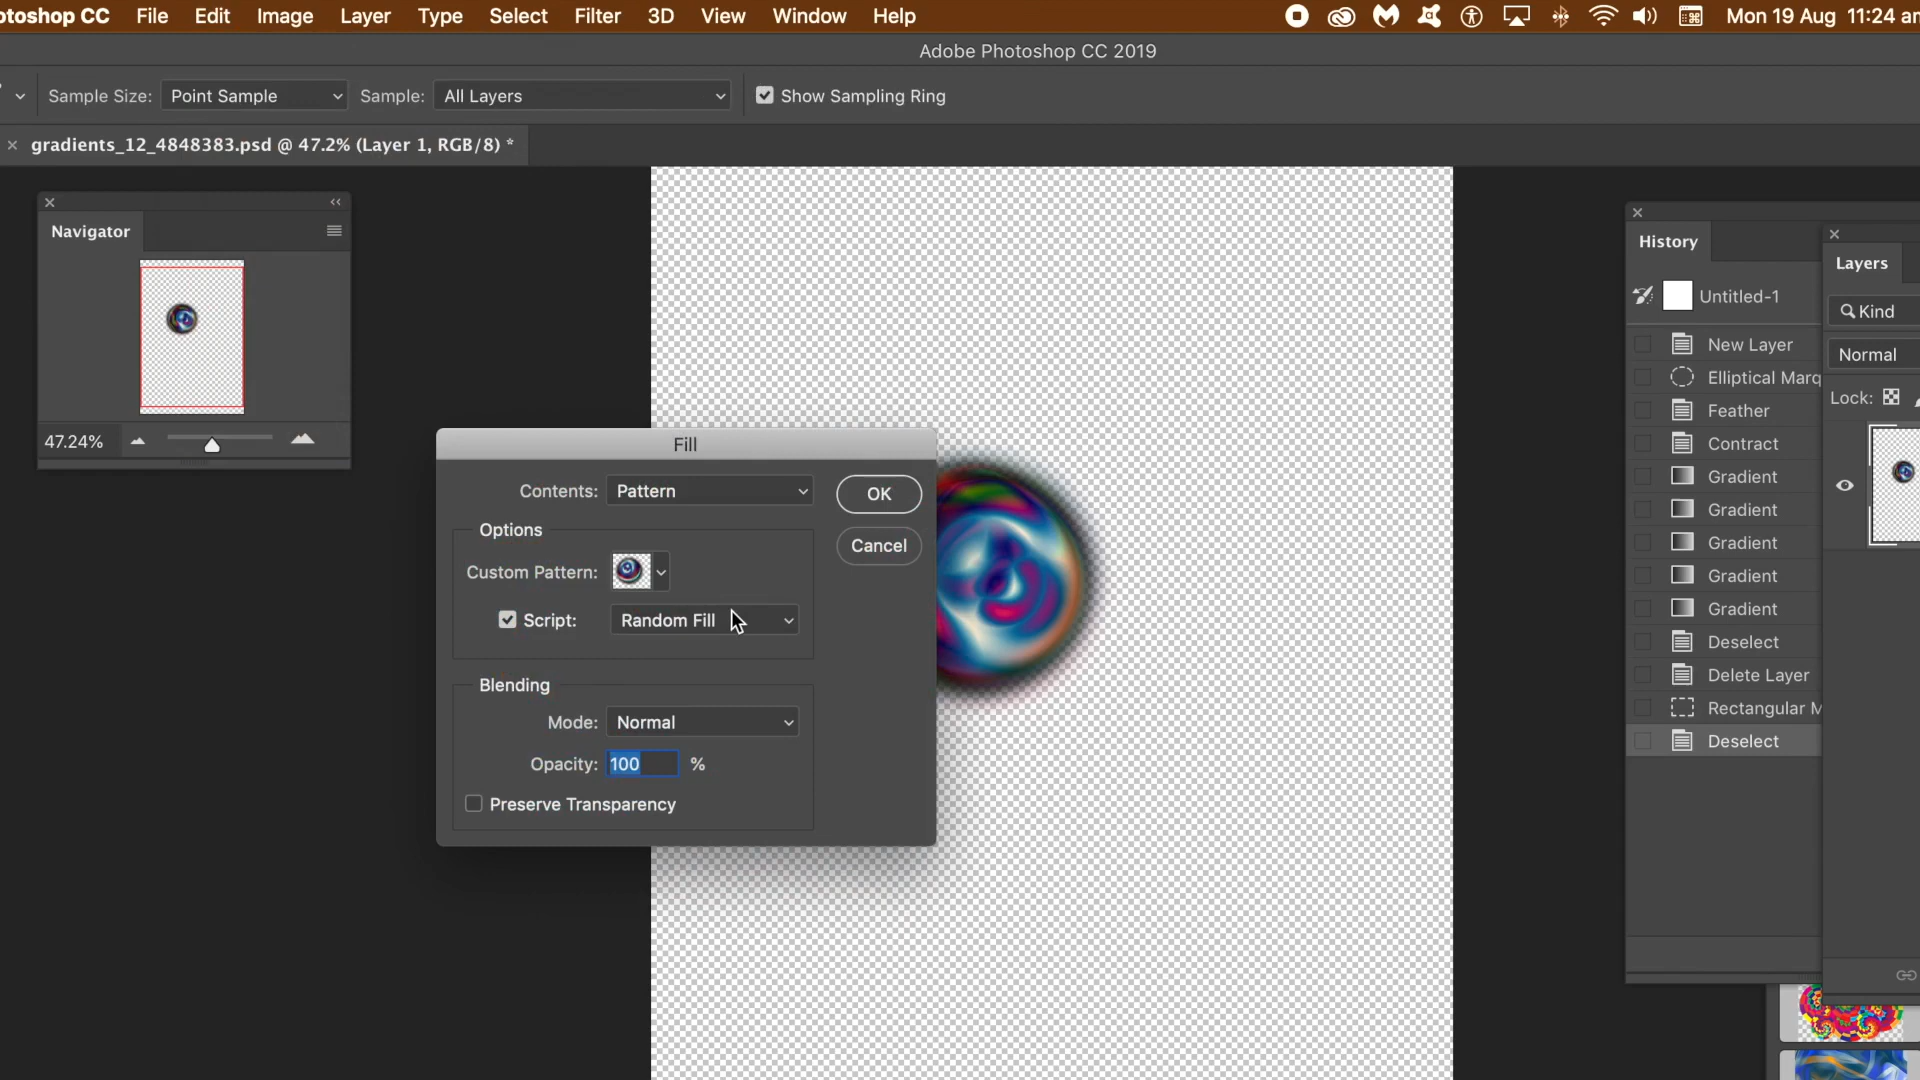 otoshop CC File Edit Image Layer Type Select Filter 3D View Window Help Mon 19 Aug 11:24 an
Adobe Photoshop CC 2019
Sample Size: Point Sample Sample: All Layers Show Sampling Ring
gradients_12_4848383.psd @ 47.2% (Layer 1, RGB/8) *
Navigator
47.24%
Fill
Contents: Pattern
OK
Options
Cancel
Custom Pattern:
Script: Random Fill
Blending
Mode: Normal
Opacity: 100 %
Preserve Transparency
History
Untitled-1
New Layer
Elliptical Marq
Feather
Contract
Gradient
Gradient
Gradient
Gradient
Gradient
Deselect
Delete Layer
Rectangular M
Deselect
Layers
Kind
Normal
Lock: